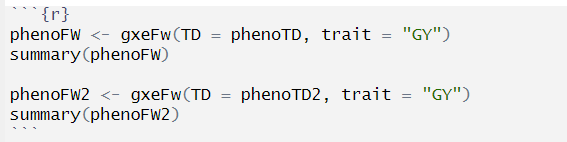 ```{r}
phenoFW <- gxeFw(TD = phenoTD, trait = "GY")
summary(phenoFW)

phenoFW2 <- gxeFw(TD = phenoTD2, trait = "GY")
summary(phenoFW2)
```